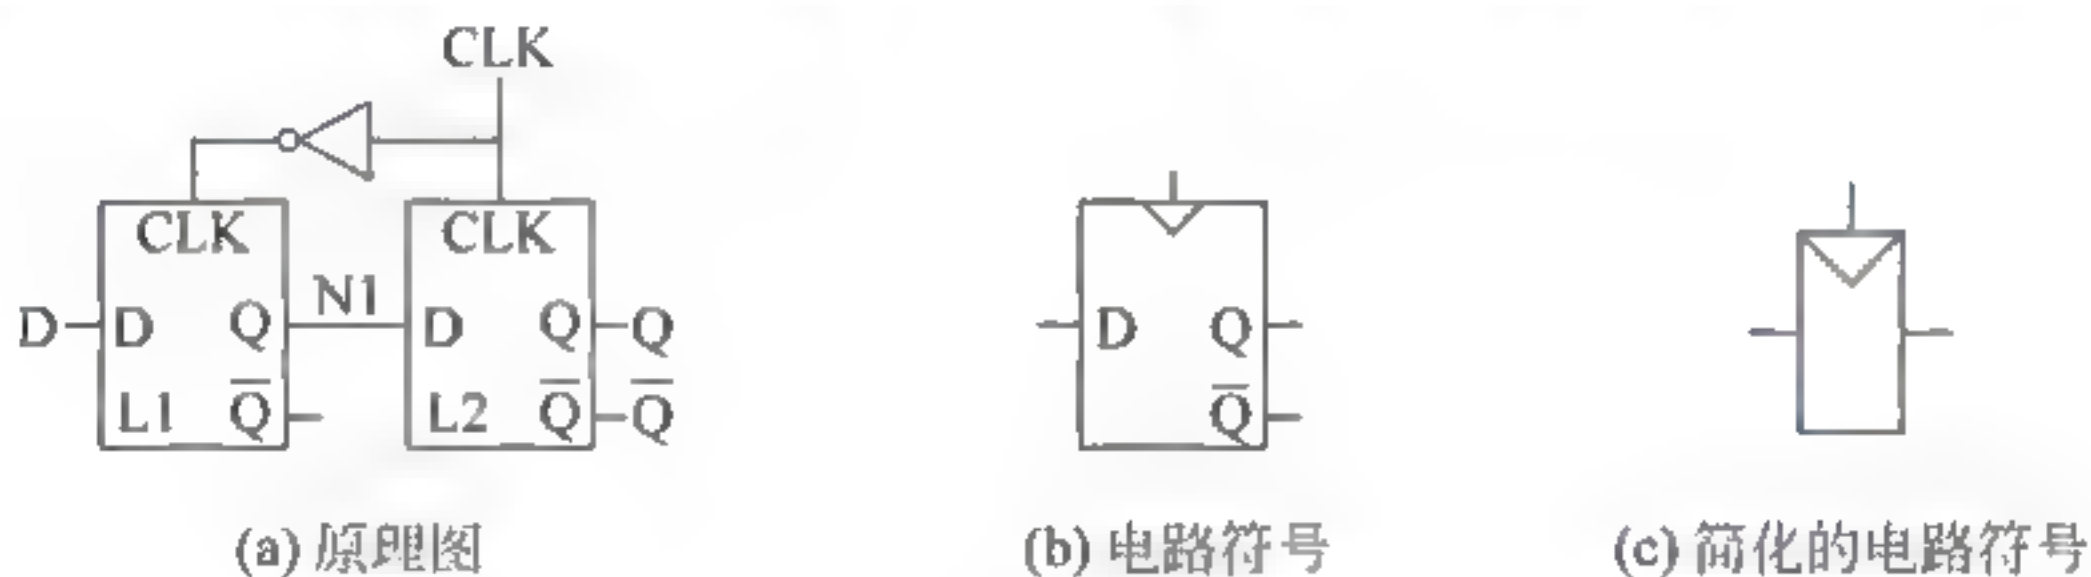 CLK
CLK CLK
N1
D D Q D Q Q
L1 Q̅ L2 Q̅ Q̅
D Q
Q̅
(a) 原理图 (b) 电路符号 (c) 简化的电路符号